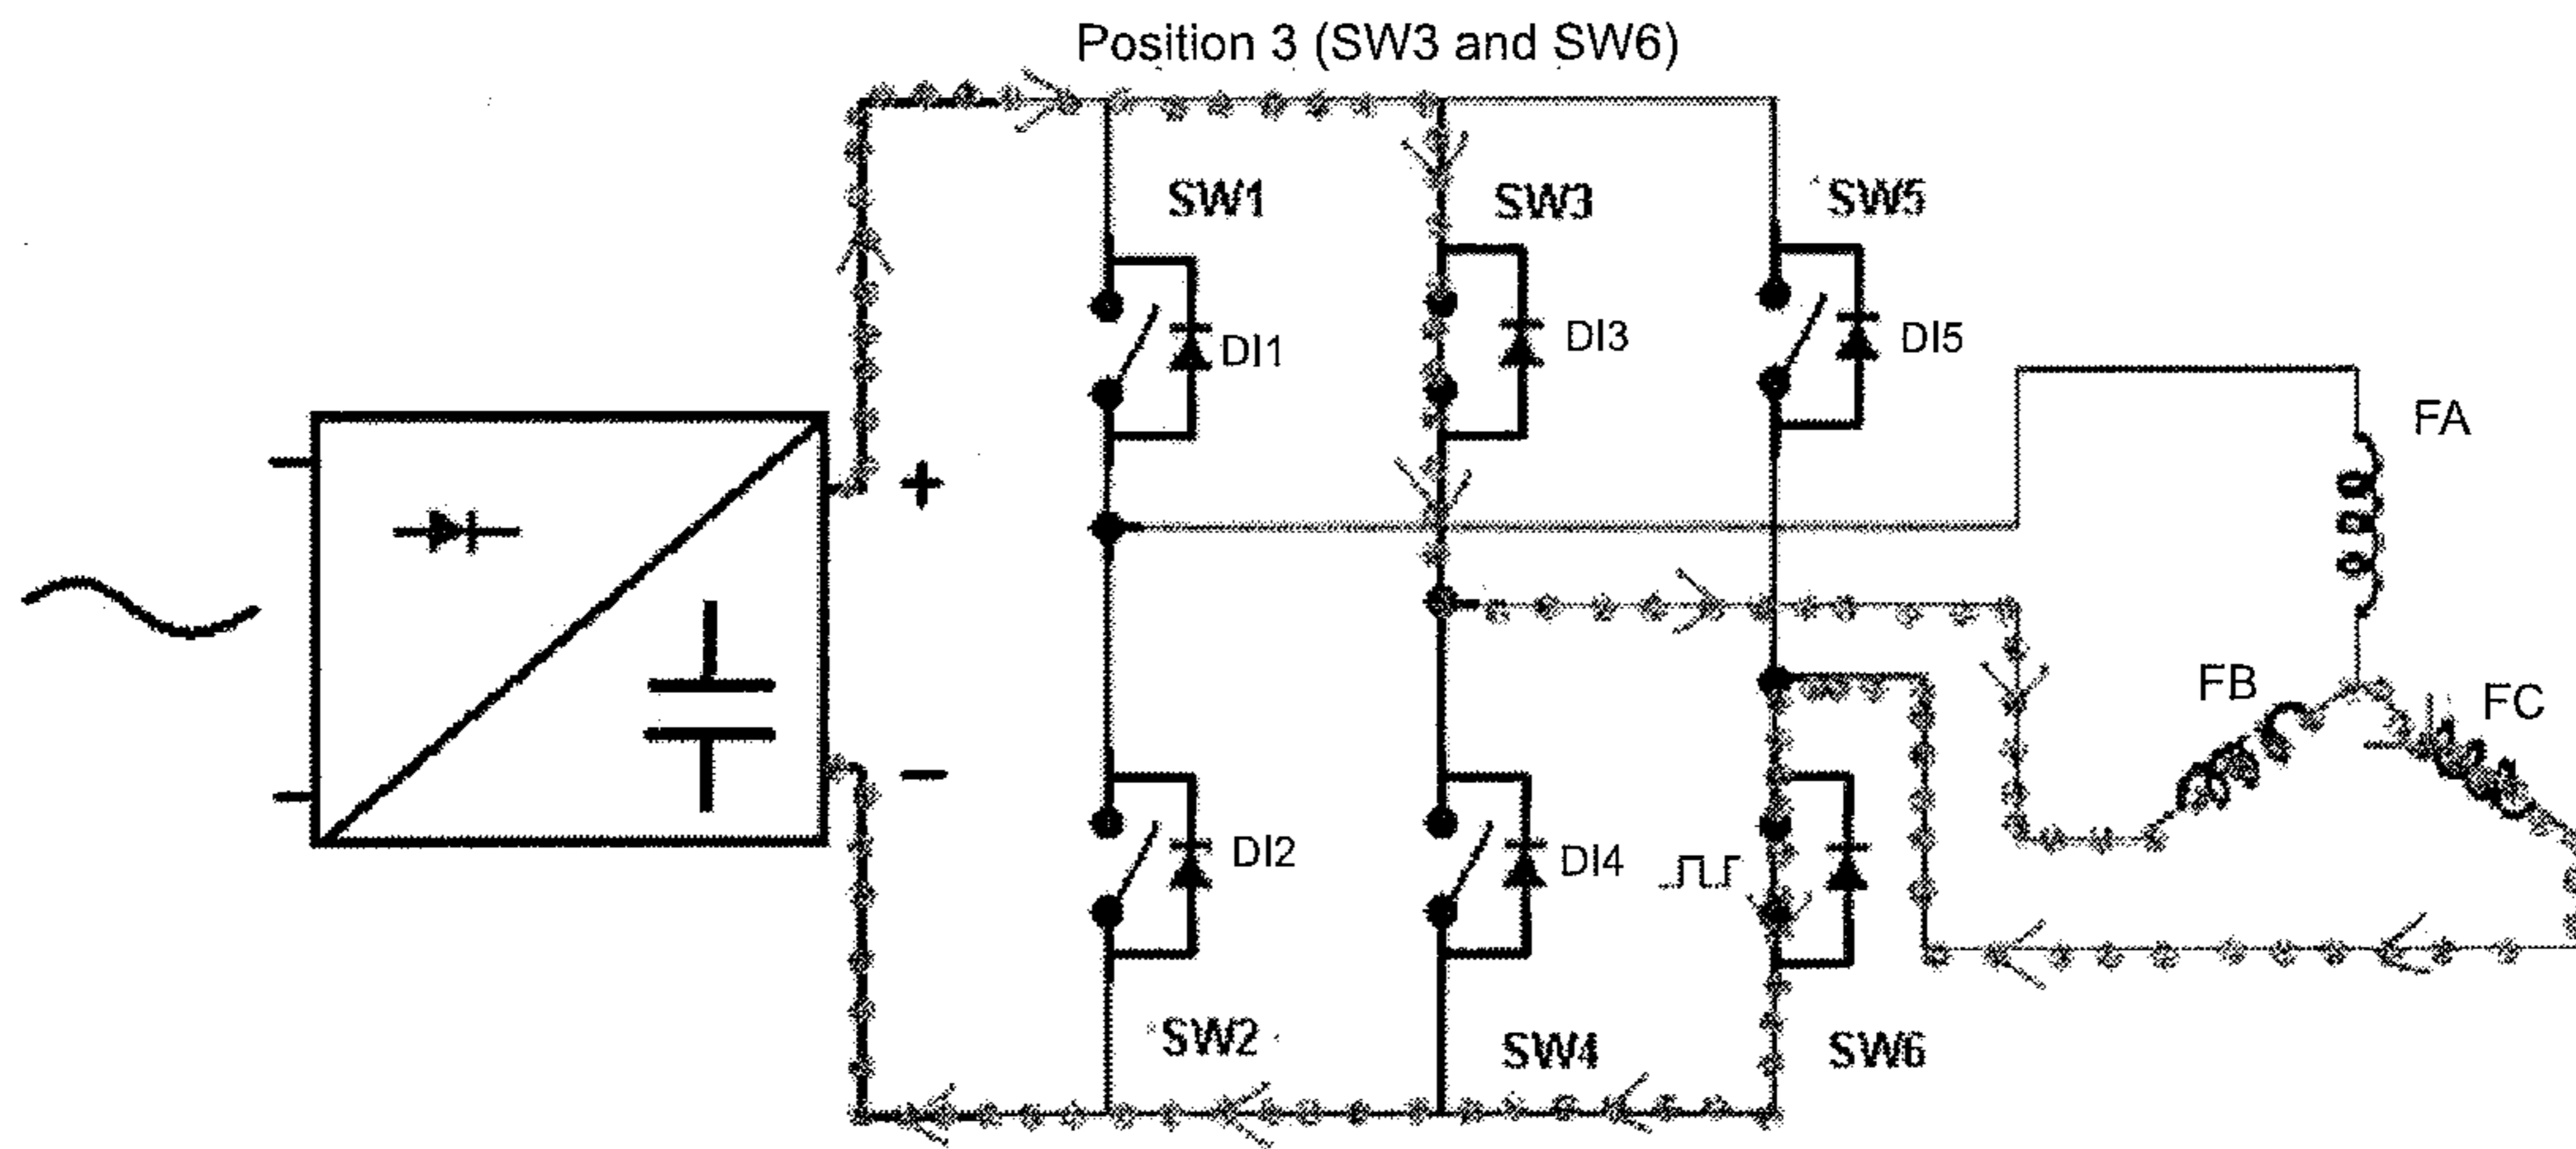 Position 3 (SW3 and SW6)
SW1
SW3
SW5
DI1
DI3
DI5
FA
+
FB
FC
−
DI2
DI4
SW2
SW4
SW6